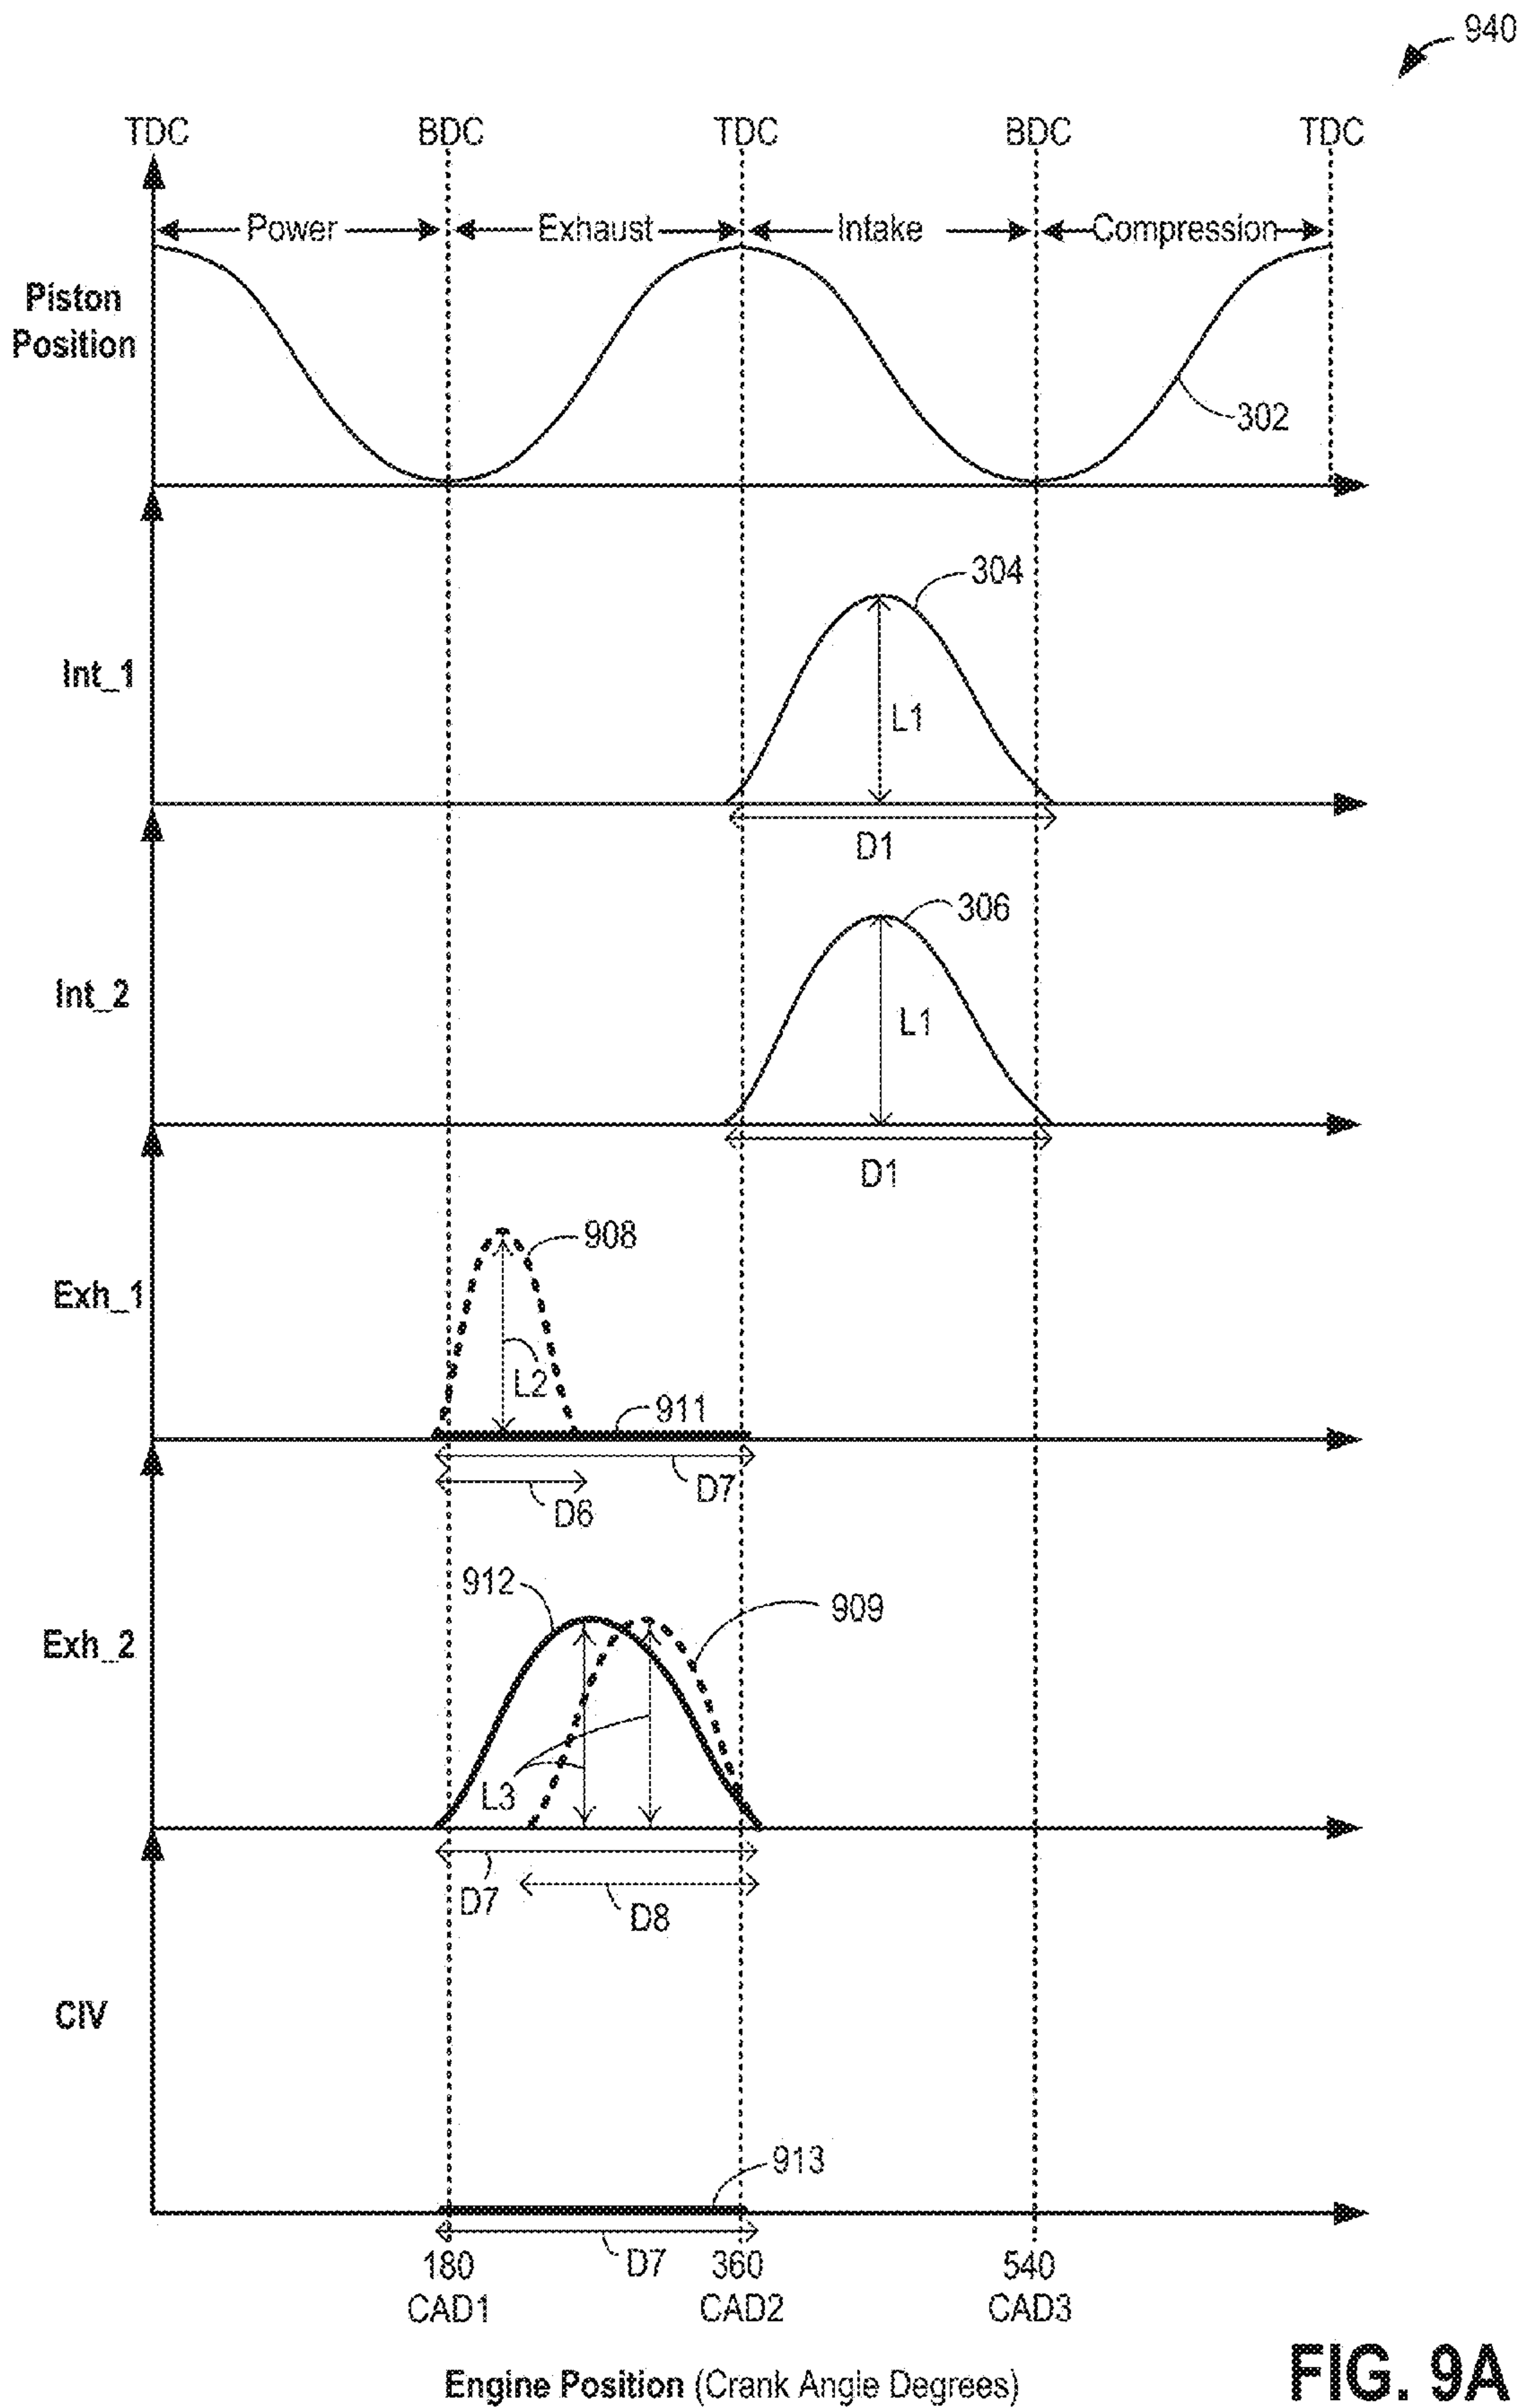 940
TDC BDC TDC BDC TDC
Power Exhaust Intake Compression
Piston
Position
302
304
Int_1
L1
D1
306
Int_2
L1
D1
908
Exh_1
L2
911
D7
D6
912
909
Exh_2
L3
D7
D8
CIV
913
D7
180 360 540
CAD1 CAD2 CAD3
Engine Position (Crank Angle Degrees)
FIG. 9A